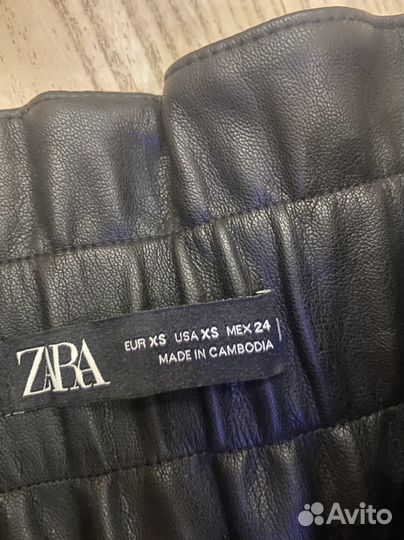 ZARA
EUR XS USA XS MEX 24
MADE IN CAMBODIA
Avito